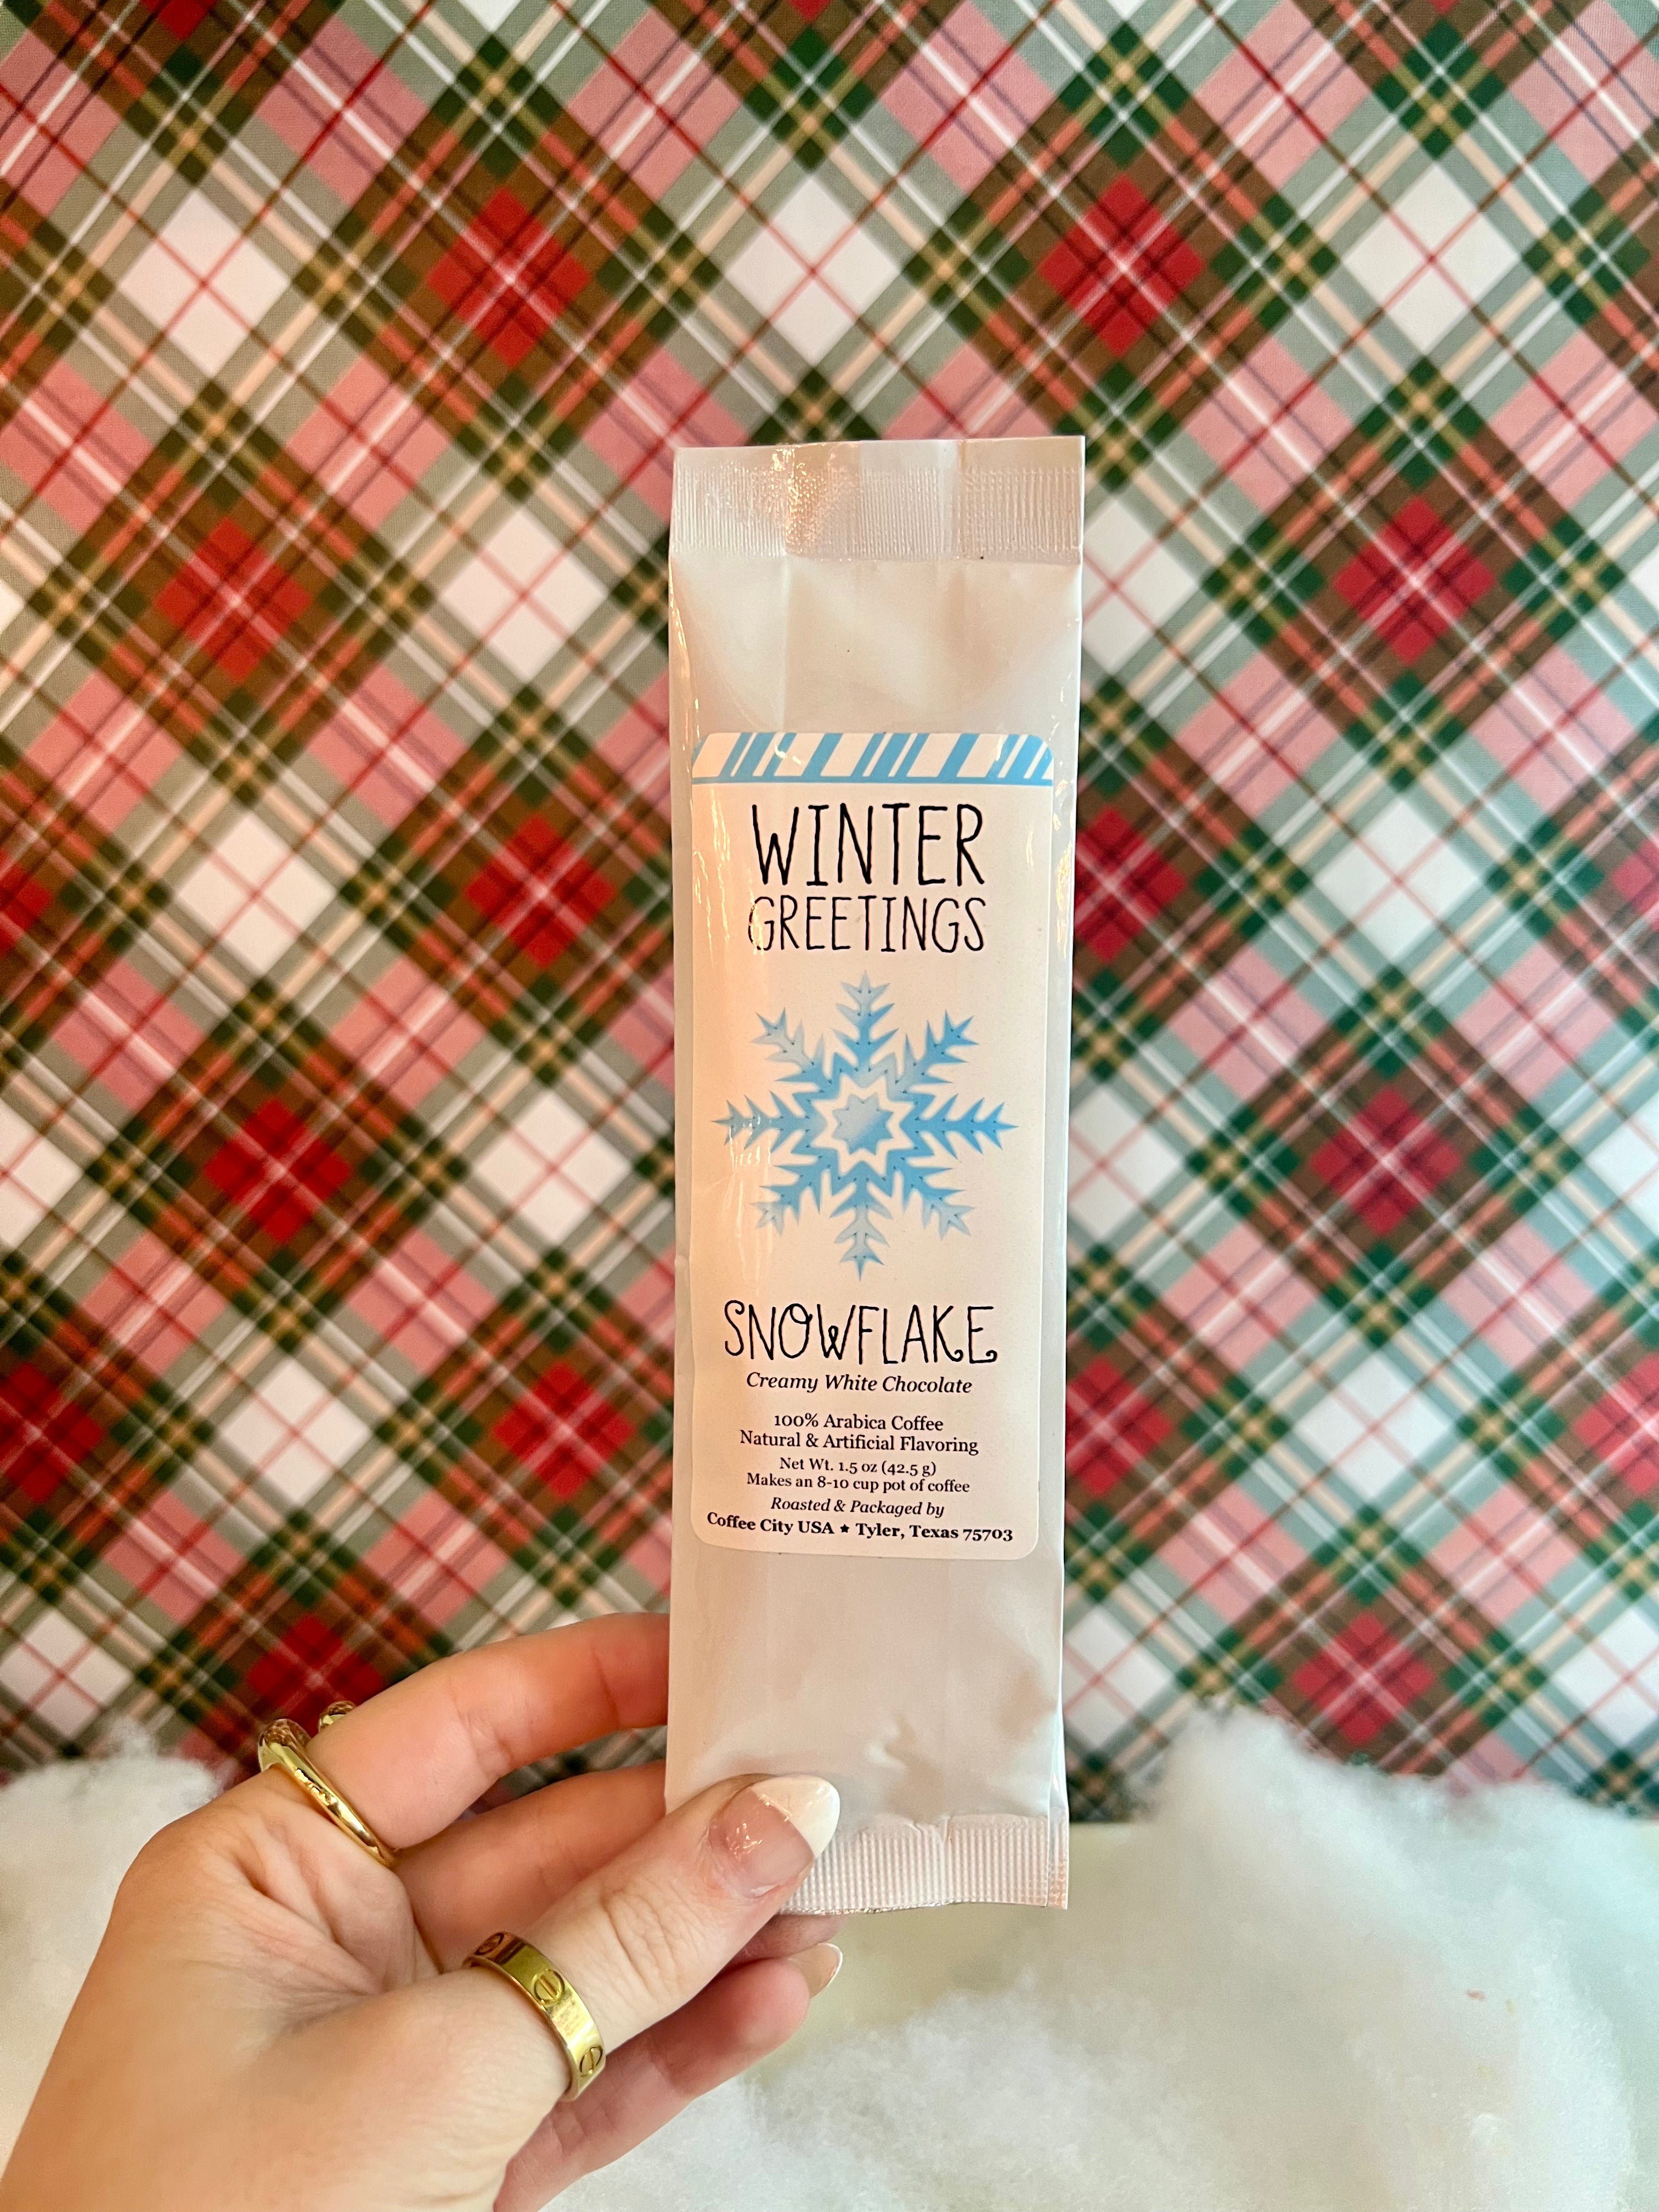 WINTER
GREETINGS
SNOWFLAKE
Creamy White Chocolate
100% Arabica Coffee
Natural & Artificial Flavoring
Net Wt. 1.5 oz (42.5 g)
Makes an 8-10 cup pot of coffee
Roasted & Packaged by
Coffee City USA ★ Tyler, Texas 75703